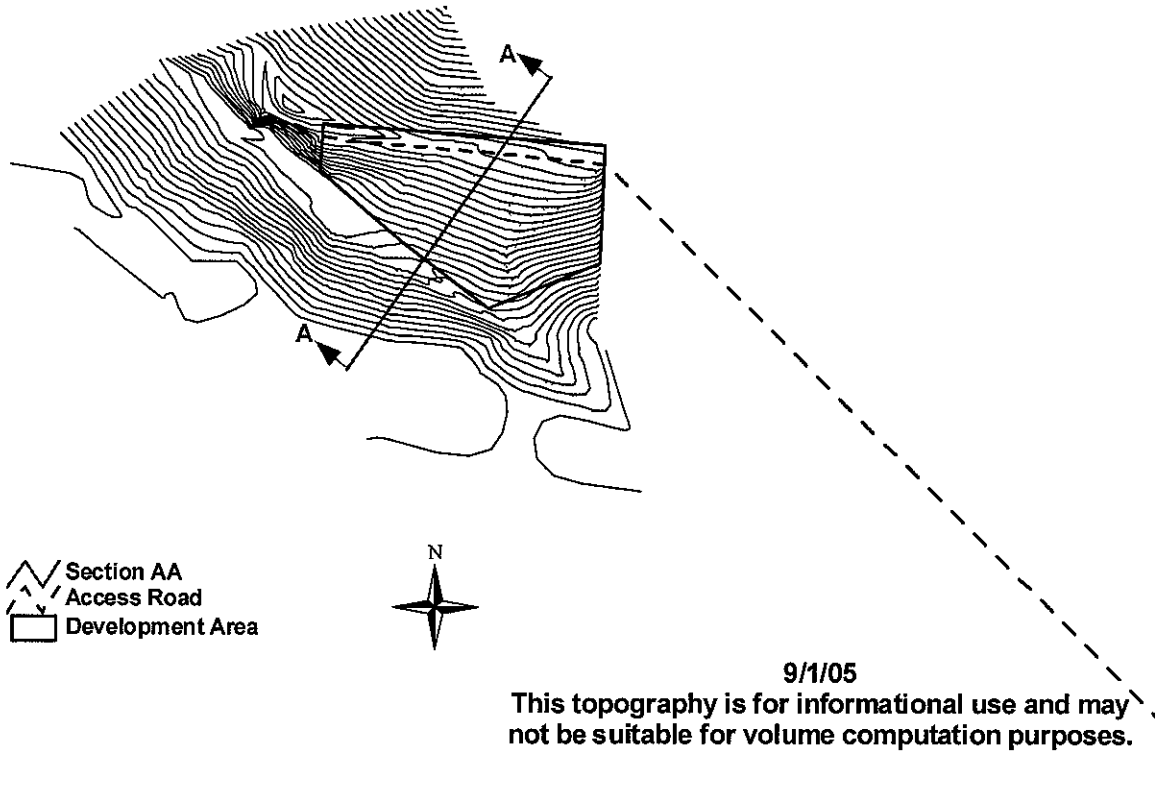 A
A
Section AA
Access Road
Development Area
N
9/1/05
This topography is for informational use and may
not be suitable for volume computation purposes.